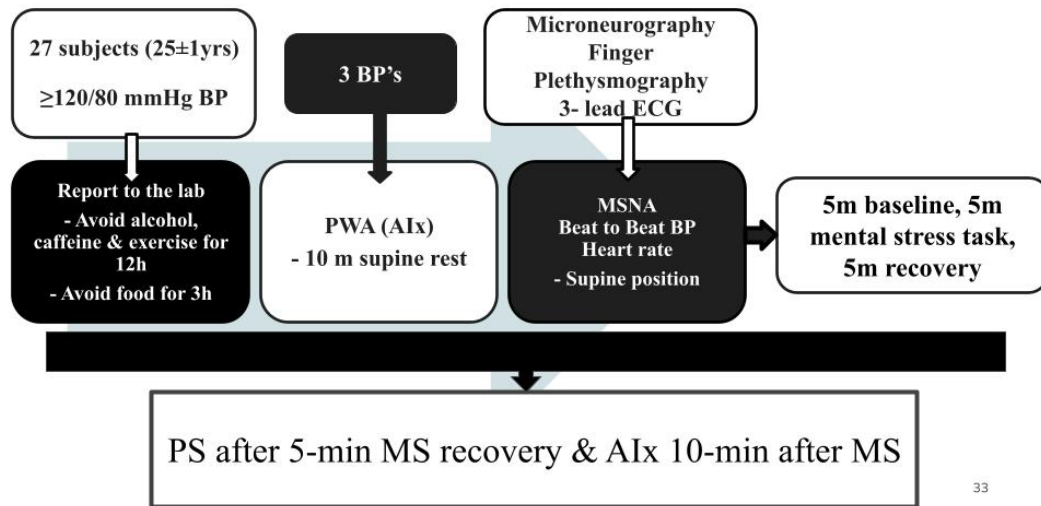 27 subjects (25±1yrs)
≥120/80 mmHg BP
3 BP’s
Microneurography
Finger
Plethysmography
3- lead ECG
Report to the lab
- Avoid alcohol,
caffeine & exercise for
12h
- Avoid food for 3h
PWA (AIx)
- 10 m supine rest
MSNA
Beat to Beat BP
Heart rate
- Supine position
5m baseline, 5m
mental stress task,
5m recovery
PS after 5-min MS recovery & AIx 10-min after MS
33